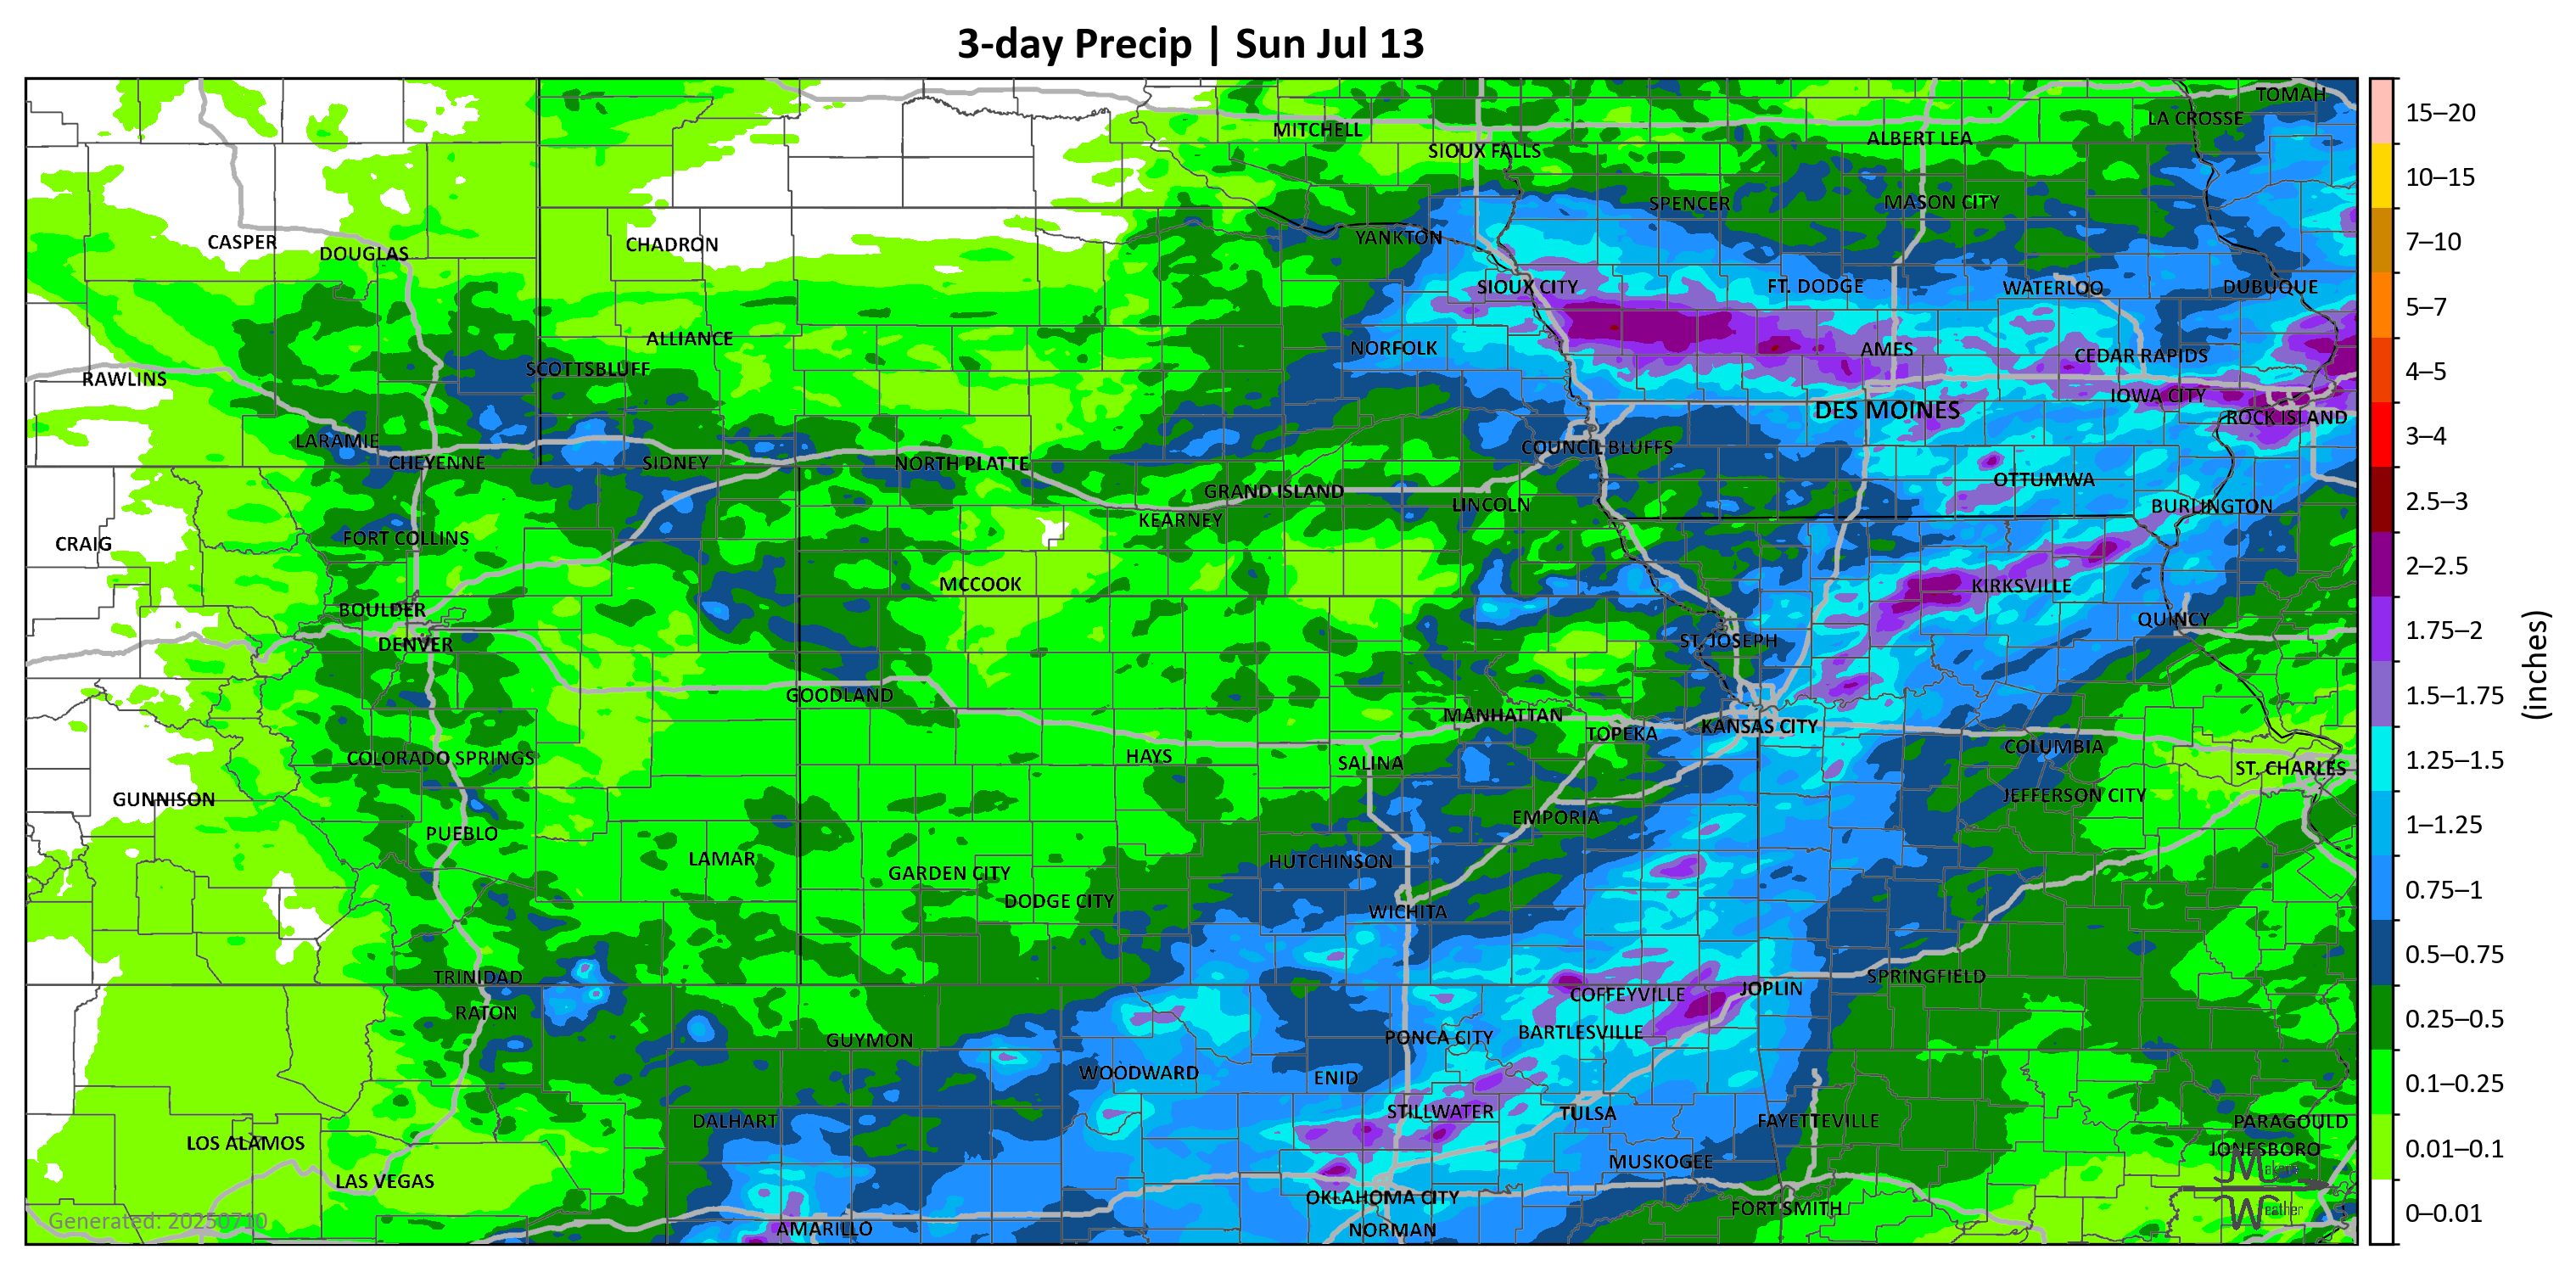 3-day Precip | Sun Jul 13
TOMAH
LA CROSSE
MITCHELL
ALBERT LEA
SIOUX FALLS
SPENCER
MASON CITY
CASPER
DOUGLAS
CHADRON
YANKTON
SIOUX CITY
FT. DODGE
WATERLOO
DUBUQUE
ALLIANCE
NORFOLK
AMES
CEDAR RAPIDS
RAWLINS
SCOTTSBLUFF
IOWA CITY
DES MOINES
ROCK ISLAND
LARAMIE
COUNCIL BLUFFS
CHEYENNE
SIDNEY
NORTH PLATTE
OTTUMWA
GRAND ISLAND
LINCOLN
BURLINGTON
KEARNEY
CRAIG
FORT COLLINS
MCCOOK
KIRKSVILLE
BOULDER
QUINCY
DENVER
ST. JOSEPH
GOODLAND
MANHATTAN
TOPEKA
KANSAS CITY
COLUMBIA
COLORADO SPRINGS
HAYS
SALINA
ST. CHARLES
GUNNISON
JEFFERSON CITY
PUEBLO
EMPORIA
LAMAR
GARDEN CITY
HUTCHINSON
DODGE CITY
WICHITA
TRINIDAD
SPRINGFIELD
RATON
COFFEYVILLE
JOPLIN
GUYMON
PONCA CITY
BARTLESVILLE
WOODWARD
ENID
DALHART
STILLWATER
TULSA
FAYETTEVILLE
PARAGOULD
LOS ALAMOS
JONESBORO
LAS VEGAS
MUSKOGEE
OKLAHOMA CITY
FORT SMITH
AMARILLO
NORMAN
Generated: 20250710
Weather
15–20
10–15
7–10
5–7
4–5
3–4
2.5–3
2–2.5
1.75–2
1.5–1.75
1.25–1.5
1–1.25
0.75–1
0.5–0.75
0.25–0.5
0.1–0.25
0.01–0.1
0–0.01
(inches)